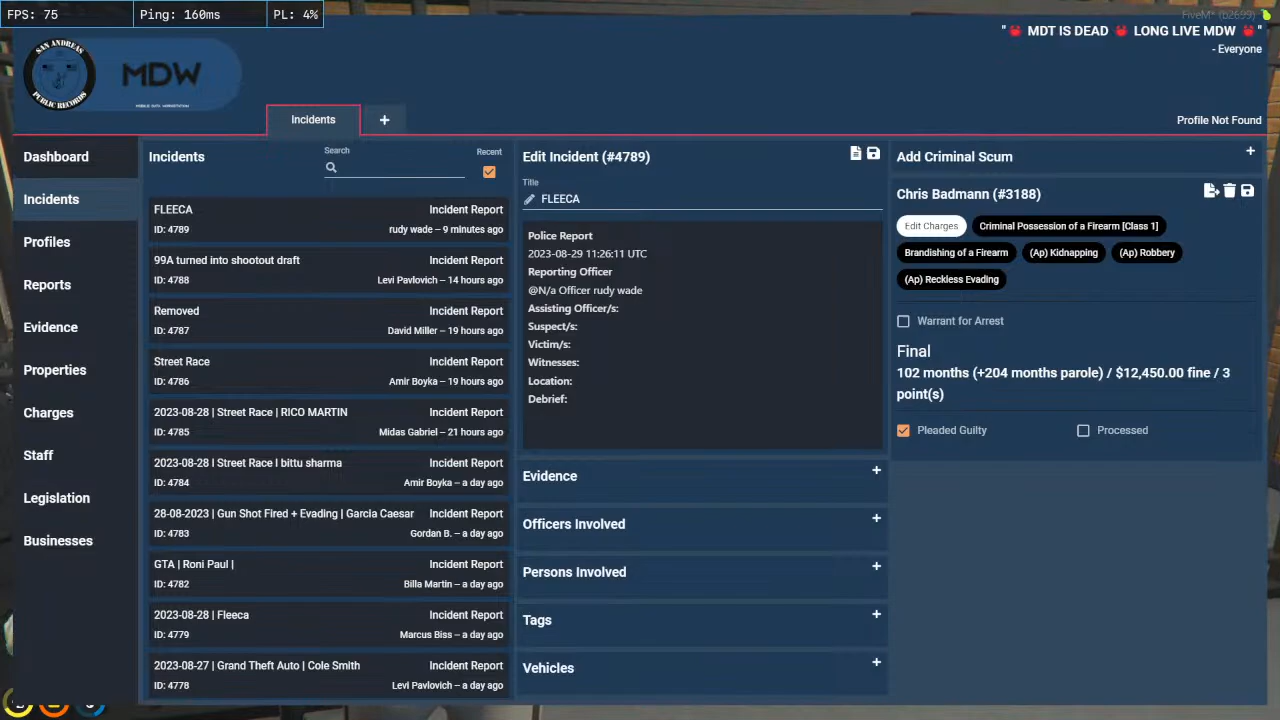 FPS: 75
Ping: 160ms
PL: 4%
FiveM* (b2699)
" MDT IS DEAD LONG LIVE MDW "
- Everyone
SAN ANDREAS
PUBLIC RECORDS
MDW
MOBILE DATA WORKSTATION
Incidents
+
Profile Not Found
Dashboard
Incidents
Profiles
Reports
Evidence
Properties
Charges
Staff
Legislation
Businesses
Incidents
Search
Recent
FLEECA Incident Report
ID: 4789 rudy wade – 9 minutes ago
99A turned into shootout draft Incident Report
ID: 4788 Levi Pavlovich – 14 hours ago
Removed Incident Report
ID: 4787 David Miller – 19 hours ago
Street Race Incident Report
ID: 4786 Amir Boyka – 19 hours ago
2023-08-28 | Street Race | RICO MARTIN Incident Report
ID: 4785 Midas Gabriel – 21 hours ago
2023-08-28 | Street Race I bittu sharma Incident Report
ID: 4784 Amir Boyka – a day ago
28-08-2023 | Gun Shot Fired + Evading | Garcia Caesar Incident Report
ID: 4783 Gordan B. – a day ago
GTA | Roni Paul | Incident Report
ID: 4782 Billa Martin – a day ago
2023-08-28 | Fleeca Incident Report
ID: 4779 Marcus Biss – a day ago
2023-08-27 | Grand Theft Auto | Cole Smith Incident Report
ID: 4778 Levi Pavlovich – a day ago
Edit Incident (#4789)
Title
FLEECA
Police Report
2023-08-29 11:26:11 UTC
Reporting Officer
@N/a Officer rudy wade
Assisting Officer/s:
Suspect/s:
Victim/s:
Witnesses:
Location:
Debrief:
Evidence +
Officers Involved +
Persons Involved +
Tags +
Vehicles +
Add Criminal Scum +
Chris Badmann (#3188)
Edit Charges Criminal Possession of a Firearm [Class 1]
Brandishing of a Firearm (Ap) Kidnapping (Ap) Robbery
(Ap) Reckless Evading
Warrant for Arrest
Final
102 months (+204 months parole) / $12,450.00 fine / 3
point(s)
Pleaded Guilty Processed